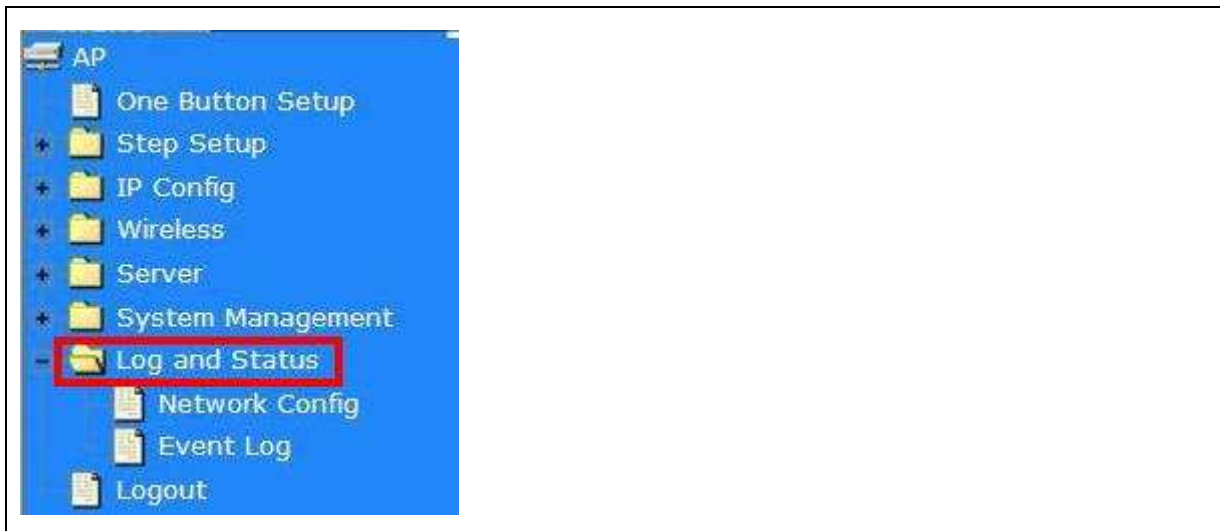 AP
One Button Setup
Step Setup
IP Config
Wireless
Server
System Management
Log and Status
Network Config
Event Log
Logout